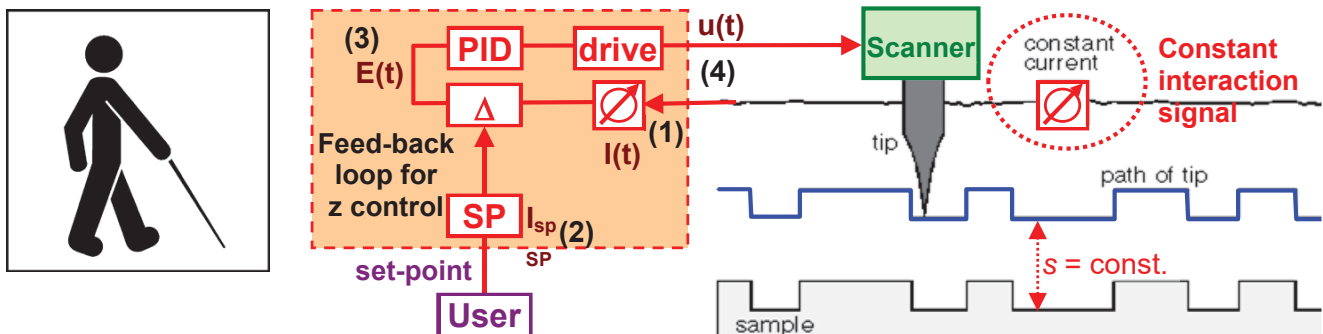 (3)
PID
drive
u(t)
E(t)
(4)
Δ
(1)
I(t)
Feed-back
loop for
z control
SP
I_sp
(2)
SP
set-point
User
Scanner
constant
current
Constant
interaction
signal
tip
path of tip
s = const.
sample